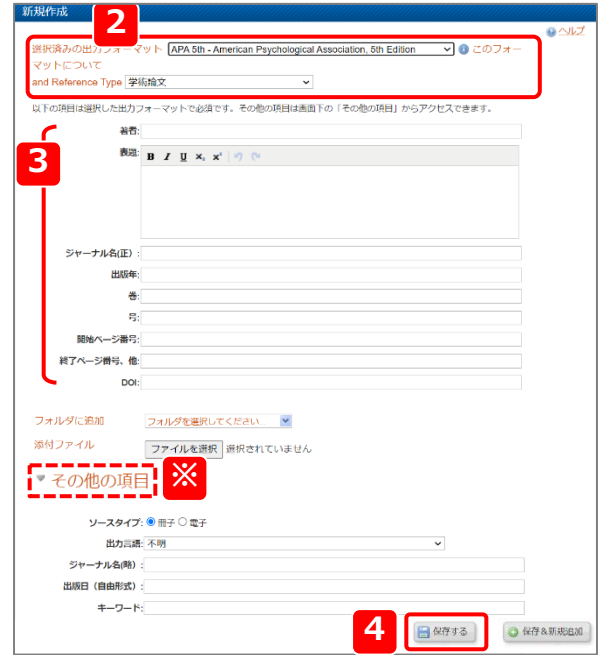 新規作成
2
ヘルプ
選択済みの出力フォーマット APA 5th - American Psychological Association, 5th Edition このフォー
マットについて
and Reference Type 学術論文
以下の項目は選択した出力フォーマットで必須です。その他の項目は画面下の「その他の項目」からアクセスできます。
3
著者:
表題:
B I U ×₂ ×²
ジャーナル名(正) :
出版年:
巻:
号:
開始ページ番号:
終了ページ番号、他:
DOI:
フォルダに追加 フォルダを選択してください
添付ファイル ファイルを選択 選択されていません
その他の項目 ※
ソースタイプ: 冊子 電子
出力言語: 不明
ジャーナル名(略) :
出版日（自由形式）:
キーワード:
4 保存する 保存&新規追加